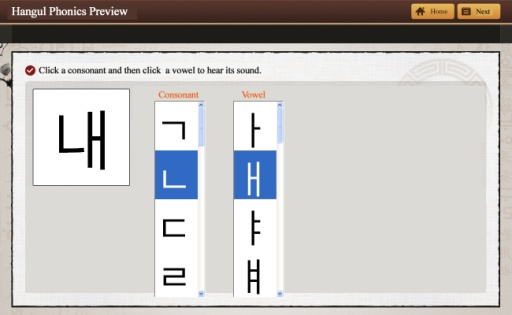 Hangul Phonics Preview
Home
Next
Click a consonant and then click a vowel to hear its sound.
내
Consonant
Vowel
ㄱ
ㅏ
ㄴ
ㅐ
ㄷ
ㅑ
ㄹ
ㅒ